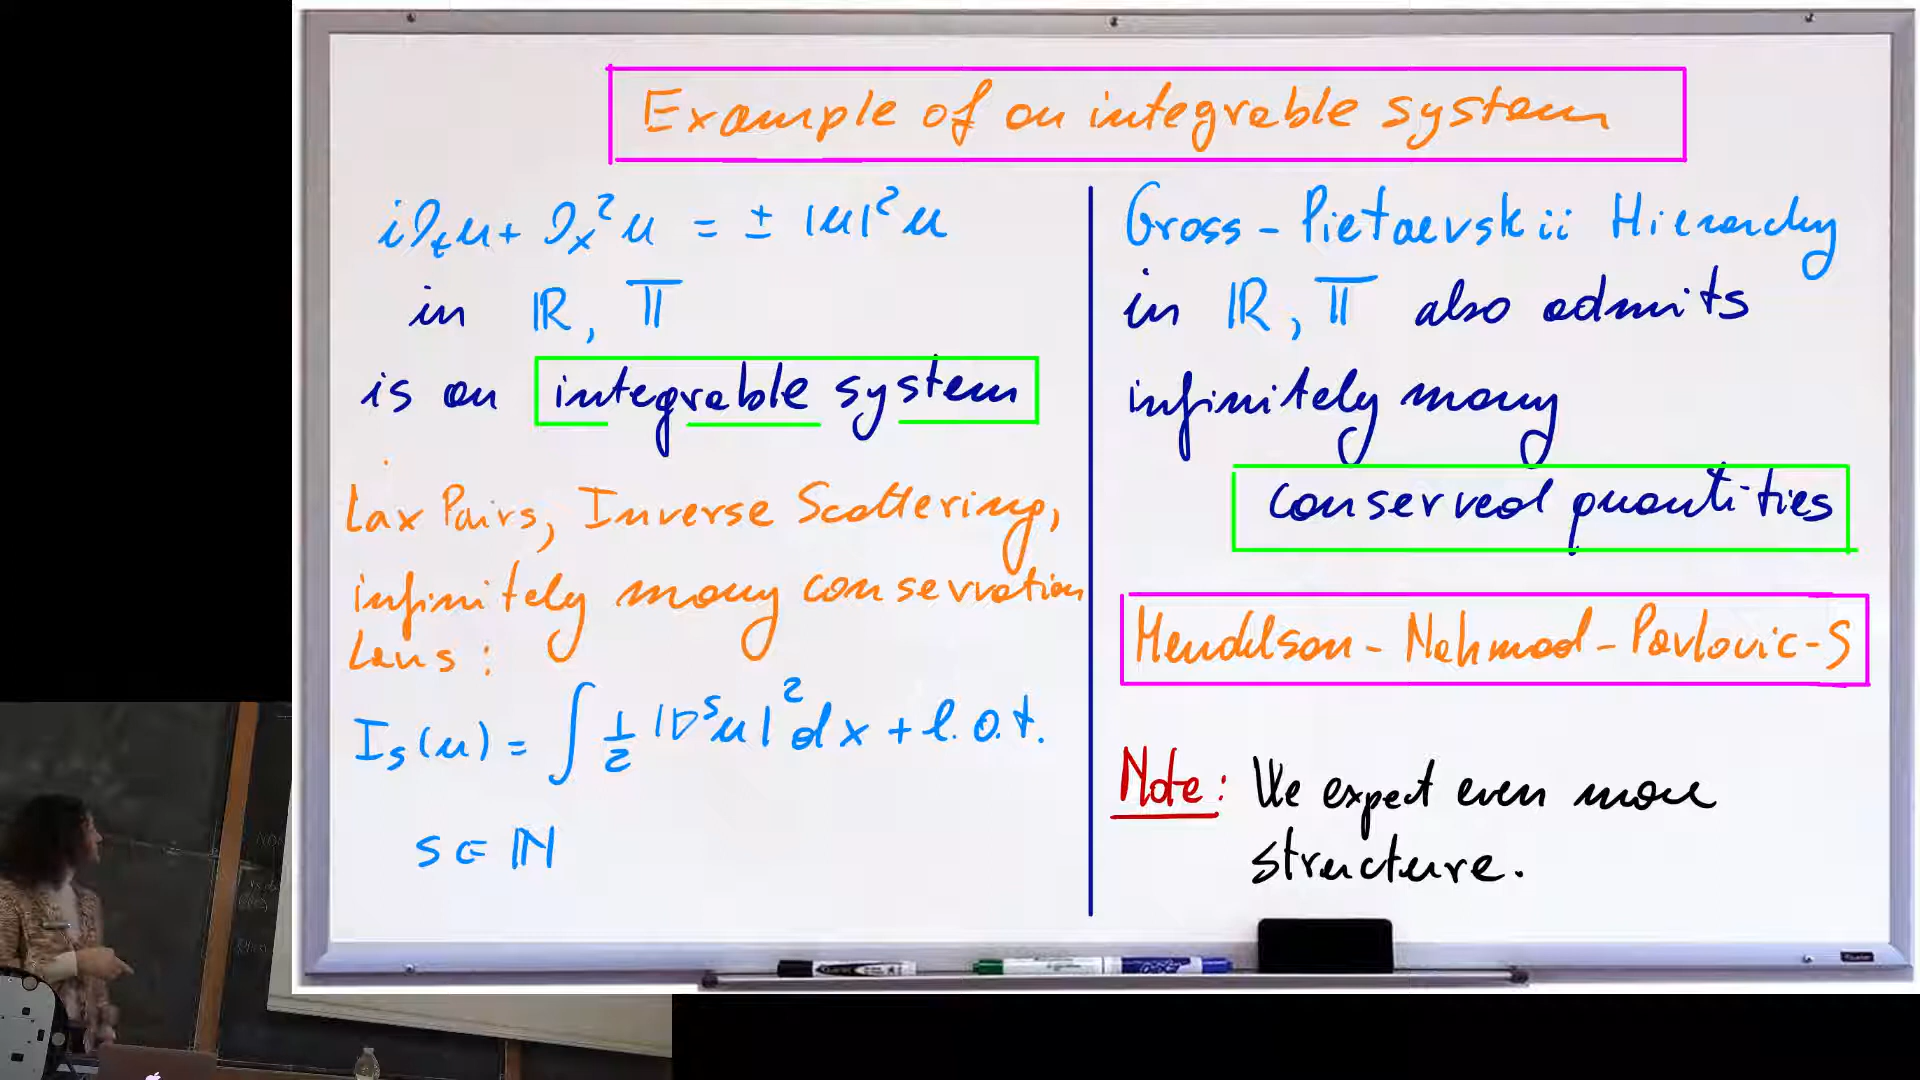 Example of an integrable system
i∂ₜu + ∂ₓ²u = ± |u|²u
in ℝ, 𝕋
is an integrable system
Lax Pairs, Inverse Scattering,
infinitely many conservation
laws:
Iₛ(u) = ∫ ½ |∇ˢu|² dx + l.o.t.
s ∈ ℕ
Gross - Pietaevskii Hierarchy
in ℝ, 𝕋 also admits
infinitely many
conserved quantities
Mendelson - Nahmod - Pavlovic - S
Note: We expect even more
structure.